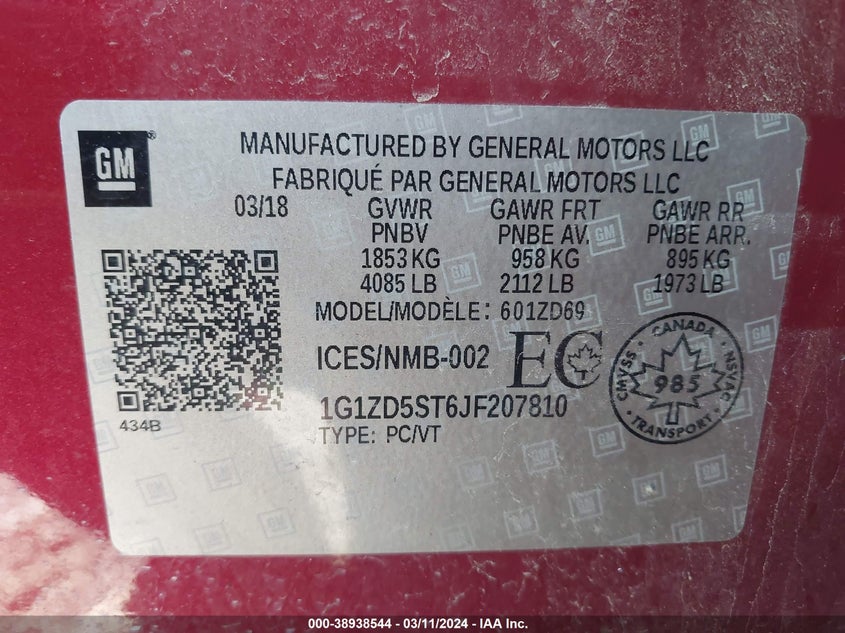 GM
MANUFACTURED BY GENERAL MOTORS LLC
FABRIQUÉ PAR GENERAL MOTORS LLC
03/18 GVWR GAWR FRT GAWR RR
PNBV PNBE AV. PNBE ARR.
1853 KG 958 KG 895 KG
4085 LB 2112 LB 1973 LB
MODEL/MODÈLE: 601ZD69
ICES/NMB-002 EC
CANADA
CMVSS 985 NSVAC
TRANSPORT
1G1ZD5ST6JF207810
434B TYPE: PC/VT
000-38938544 - 03/11/2024 - IAA Inc.